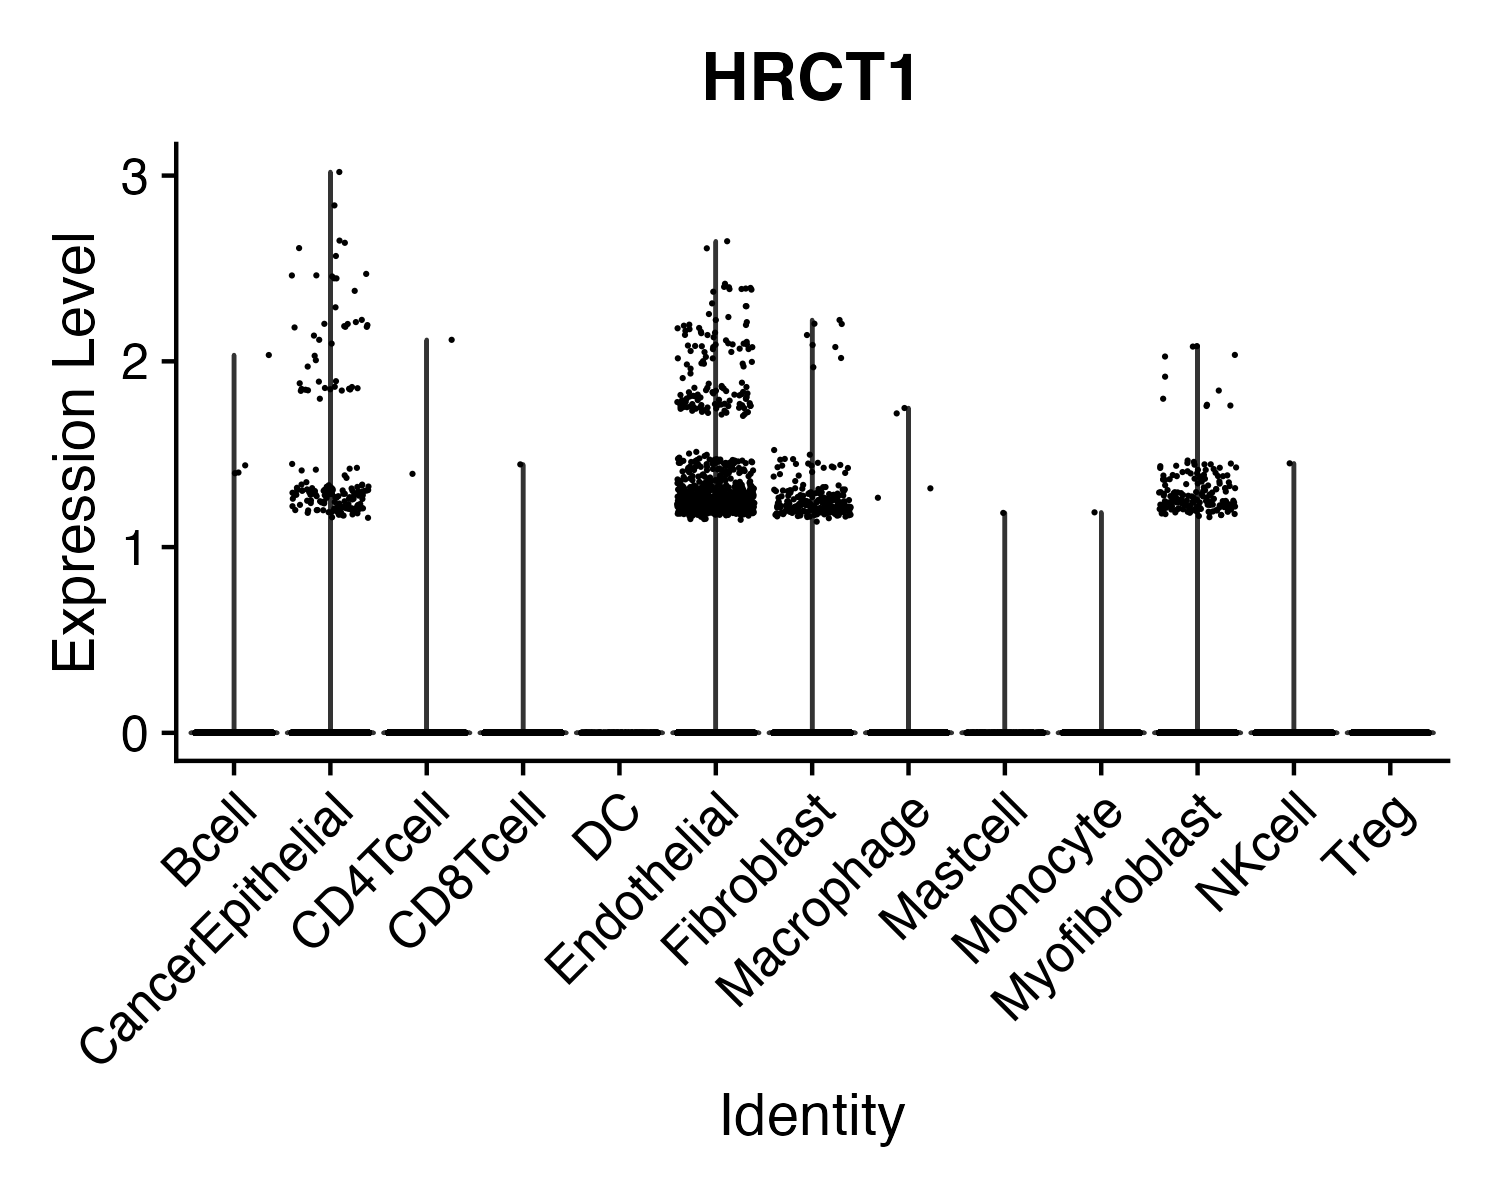 HRCT1
Expression Level
3
2
1
0
Bcell
CancerEpithelial
CD4Tcell
CD8Tcell
DC
Endothelial
Fibroblast
Macrophage
Mastcell
Monocyte
Myofibroblast
NKcell
Treg
Identity